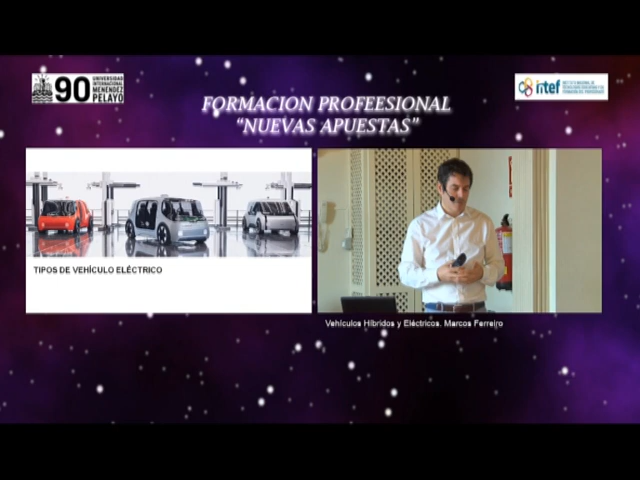 90
UNIVERSIDAD
INTERNACIONAL
MENÉNDEZ
PELAYO
intef
FORMACION PROFEESIONAL
“NUEVAS APUESTAS”
TIPOS DE VEHÍCULO ELÉCTRICO
Vehículos Híbridos y Eléctricos. Marcos Ferreiro